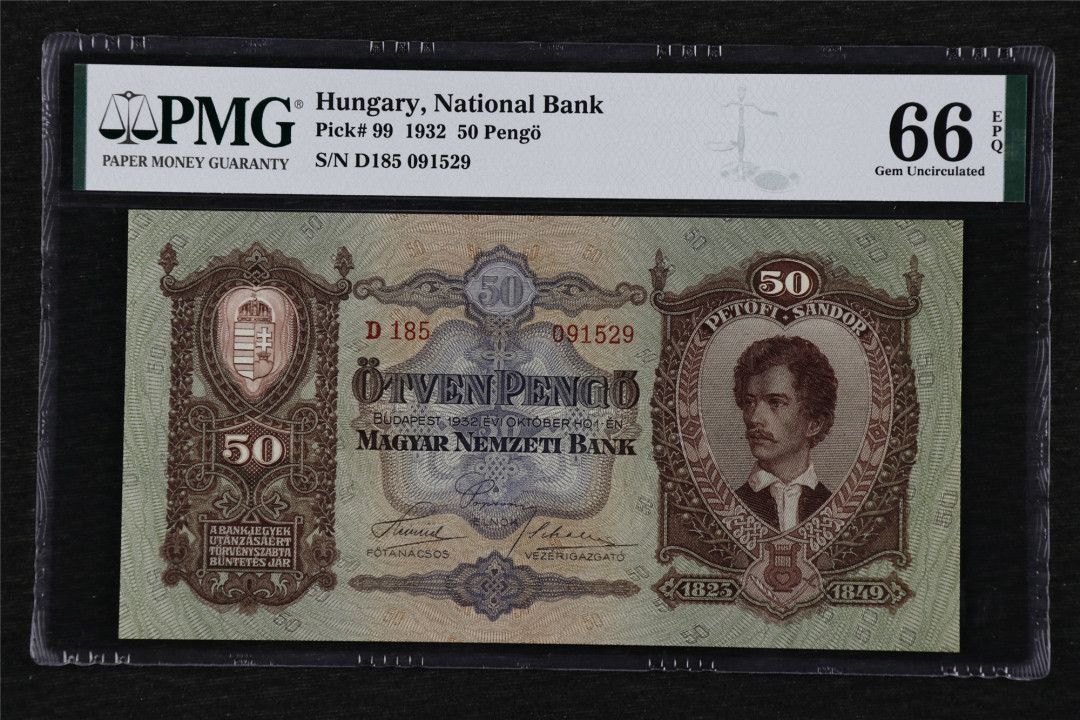 PMG®
PAPER MONEY GUARANTY
Hungary, National Bank
Pick# 99 1932 50 Pengö
S/N D185 091529
66
EPQ
Gem Uncirculated
50
50
PETŐFI · SÁNDOR
D 185
091529
ÖTVEN PENGŐ
BUDAPEST, 1932. ÉVI OKTÓBER HÓ 1-ÉN
MAGYAR NEMZETI BANK
50
ELNÖK
FŐTANÁCSOS
VEZÉRIGAZGATÓ
A BANKJEGYEK
UTÁNZÁSÁÉRT
TÖRVÉNYSZABTA
BÜNTETÉS JÁR
1823
1849